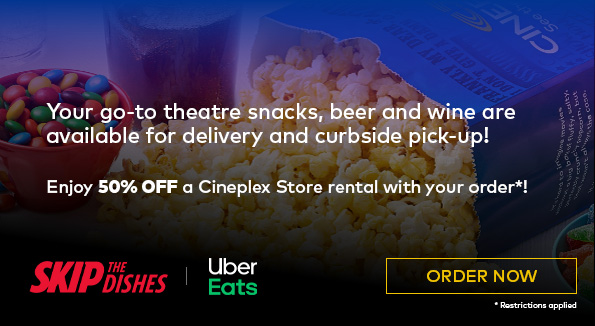 CINE
Your go-to theatre snacks, beer and wine are
available for delivery and curbside pick-up!
Enjoy 50% OFF a Cineplex Store rental with your order*!
SKIP THE DISHES
Uber
Eats
ORDER NOW
* Restrictions applied